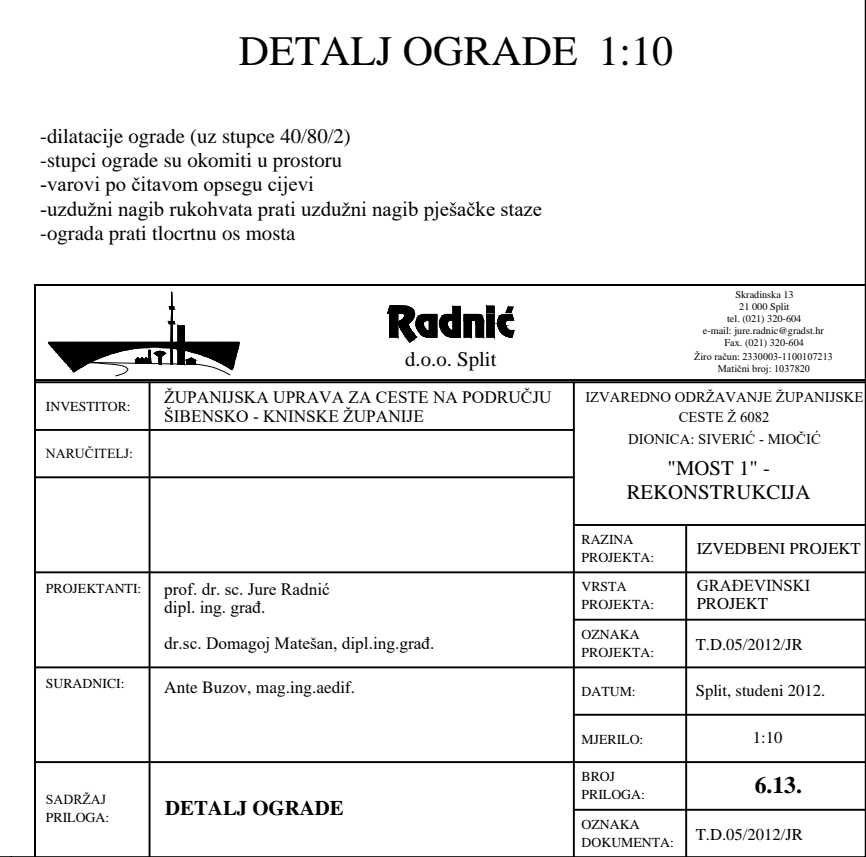 DETALJ OGRADE 1:10
-dilatacije ograde (uz stupce 40/80/2)
-stupci ograde su okomiti u prostoru
-varovi po čitavom opsegu cijevi
-uzdužni nagib rukohvata prati uzdužni nagib pješačke staze
-ograda prati tlocrtnu os mosta
Radnić
d.o.o. Split
Skradinska 13
21 000 Split
tel. (021) 320-604
e-mail: jure.radnic@gradst.hr
Fax. (021) 320-604
Žiro račun: 2330003-1100107213
Matični broj: 1037820
INVESTITOR:
ŽUPANIJSKA UPRAVA ZA CESTE NA PODRUČJU
ŠIBENSKO - KNINSKE ŽUPANIJE
NARUČITELJ:
IZVAREDNO ODRŽAVANJE ŽUPANIJSKE
CESTE Ž 6082
DIONICA: SIVERIĆ - MIOČIĆ
"MOST 1" -
REKONSTRUKCIJA
RAZINA
PROJEKTA:
IZVEDBENI PROJEKT
PROJEKTANTI:
prof. dr. sc. Jure Radnić
dipl. ing. građ.
dr.sc. Domagoj Matešan, dipl.ing.građ.
VRSTA
PROJEKTA:
GRAĐEVINSKI
PROJEKT
OZNAKA
PROJEKTA:
T.D.05/2012/JR
SURADNICI:
Ante Buzov, mag.ing.aedif.
DATUM:
Split, studeni 2012.
MJERILO:
1:10
SADRŽAJ
PRILOGA:
DETALJ OGRADE
BROJ
PRILOGA:
6.13.
OZNAKA
DOKUMENTA:
T.D.05/2012/JR